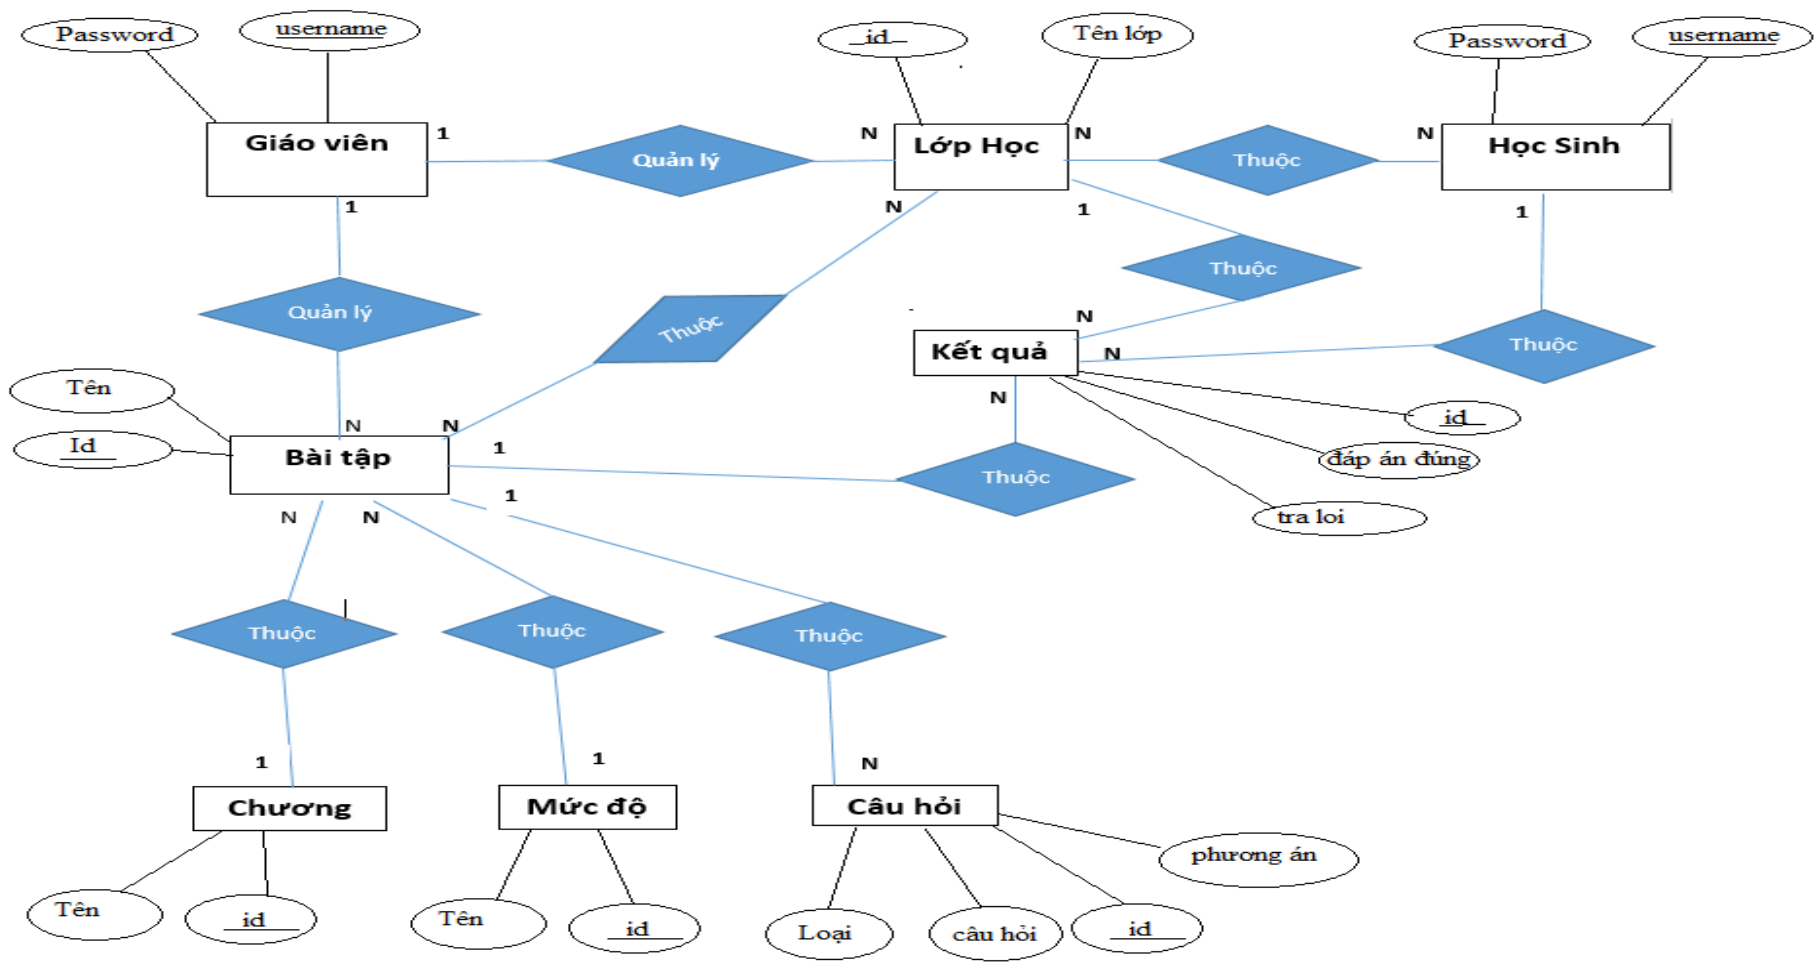 Password
username
id
Tên lớp
Password
username
Giáo viên
1
Quản lý
N
Lớp Học
N
Thuộc
N
Học Sinh
1
N
1
1
Quản lý
Thuộc
Thuộc
Thuộc
N
Kết quả
N
N
Tên
Id
N
N
Bài tập
1
Thuộc
id
đáp án đúng
tra loi
1
N
N
Thuộc
Thuộc
Thuộc
1
1
N
Chương
Mức độ
Câu hỏi
phương án
Tên
id
Tên
id
Loại
câu hỏi
id